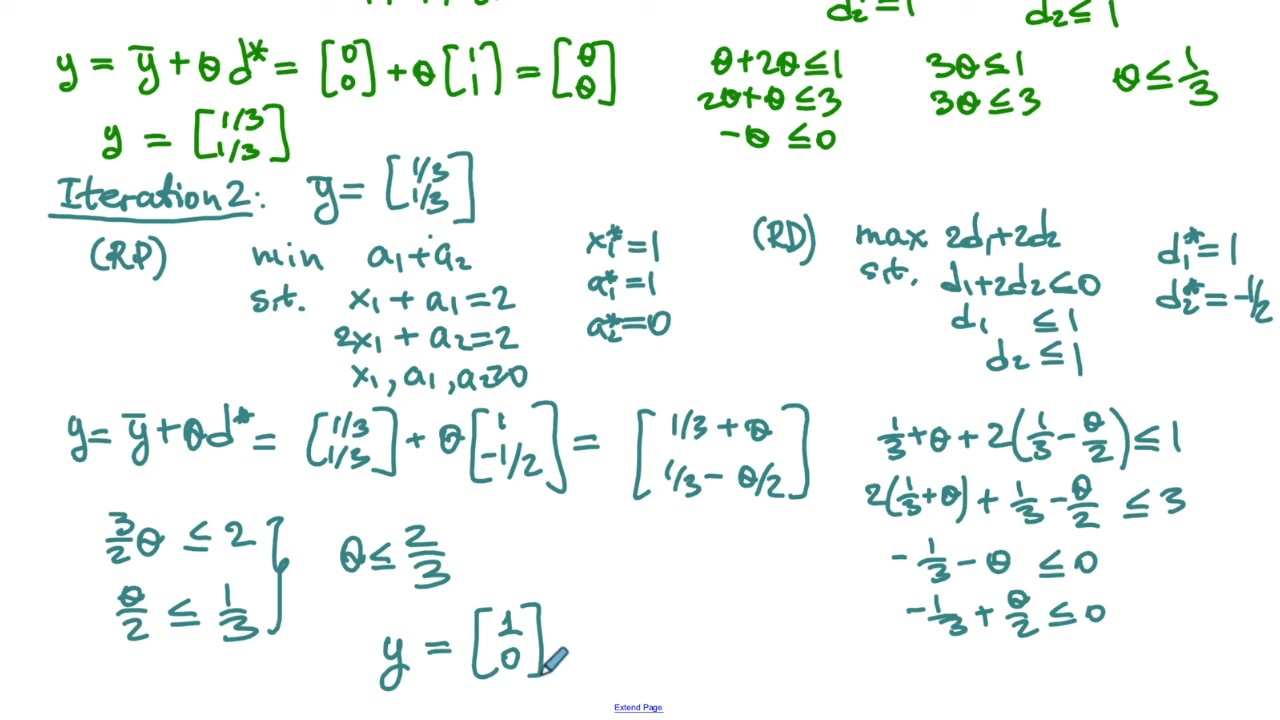 d₂* = 1 d₂ ≤ 1
y = ȳ + θd* = [0 0] + θ[1 1] = [θ θ] θ+2θ ≤ 1 3θ ≤ 1 θ ≤ 1/3
2θ+θ ≤ 3 3θ ≤ 3
y = [1/3 1/3] -θ ≤ 0
Iteration 2: ȳ = [1/3 1/3]
(RP) min a₁+a₂ x₁* = 1 (RD) max 2d₁+2d₂ d₁* = 1
s.t. x₁ + a₁ = 2 a₁* = 1 s.t. d₁+2d₂ ≤ 0 d₂* = -1/2
2x₁ + a₂ = 2 a₂* = 0 d₁ ≤ 1
x₁, a₁, a₂ ≥ 0 d₂ ≤ 1
y = ȳ + θd* = [1/3 1/3] + θ[1 -1/2] = [1/3 + θ 1/3 - θ/2] 1/3 + θ + 2(1/3 - θ/2) ≤ 1
2(1/3 + θ) + 1/3 - θ/2 ≤ 3
3/2 θ ≤ 2 } θ ≤ 2/3 -1/3 - θ ≤ 0
θ/2 ≤ 1/3 -1/3 + θ/2 ≤ 0
y = [1 0]
Extend Page